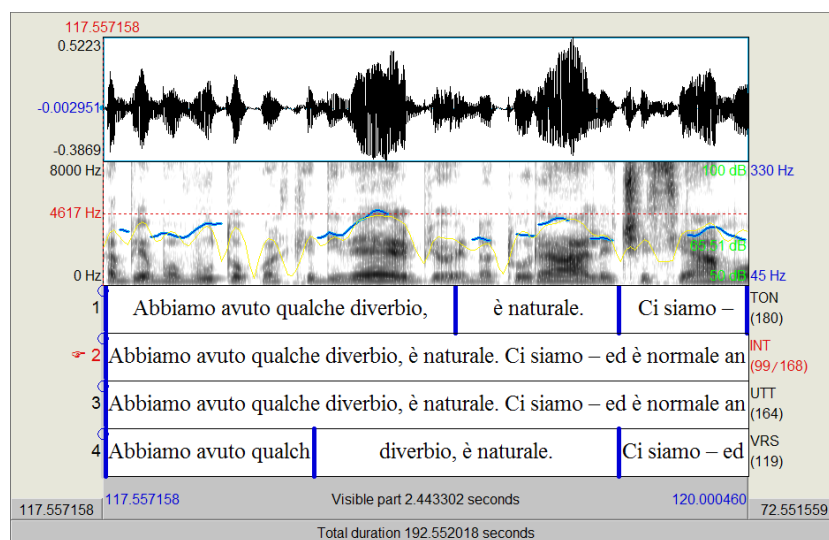 117.557158
0.5223
-0.002951
-0.3869
8000 Hz 100 dB 330 Hz
4617 Hz
0 Hz 50 dB 45 Hz
1 Abbiamo avuto qualche diverbio, è naturale. Ci siamo – TON (180)
2 Abbiamo avuto qualche diverbio, è naturale. Ci siamo – ed è normale an INT (99/168)
3 Abbiamo avuto qualche diverbio, è naturale. Ci siamo – ed è normale an UTT (164)
4 Abbiamo avuto qualch diverbio, è naturale. Ci siamo – ed VRS (119)
117.557158 Visible part 2.443302 seconds 120.000460
117.557158 72.551559
Total duration 192.552018 seconds